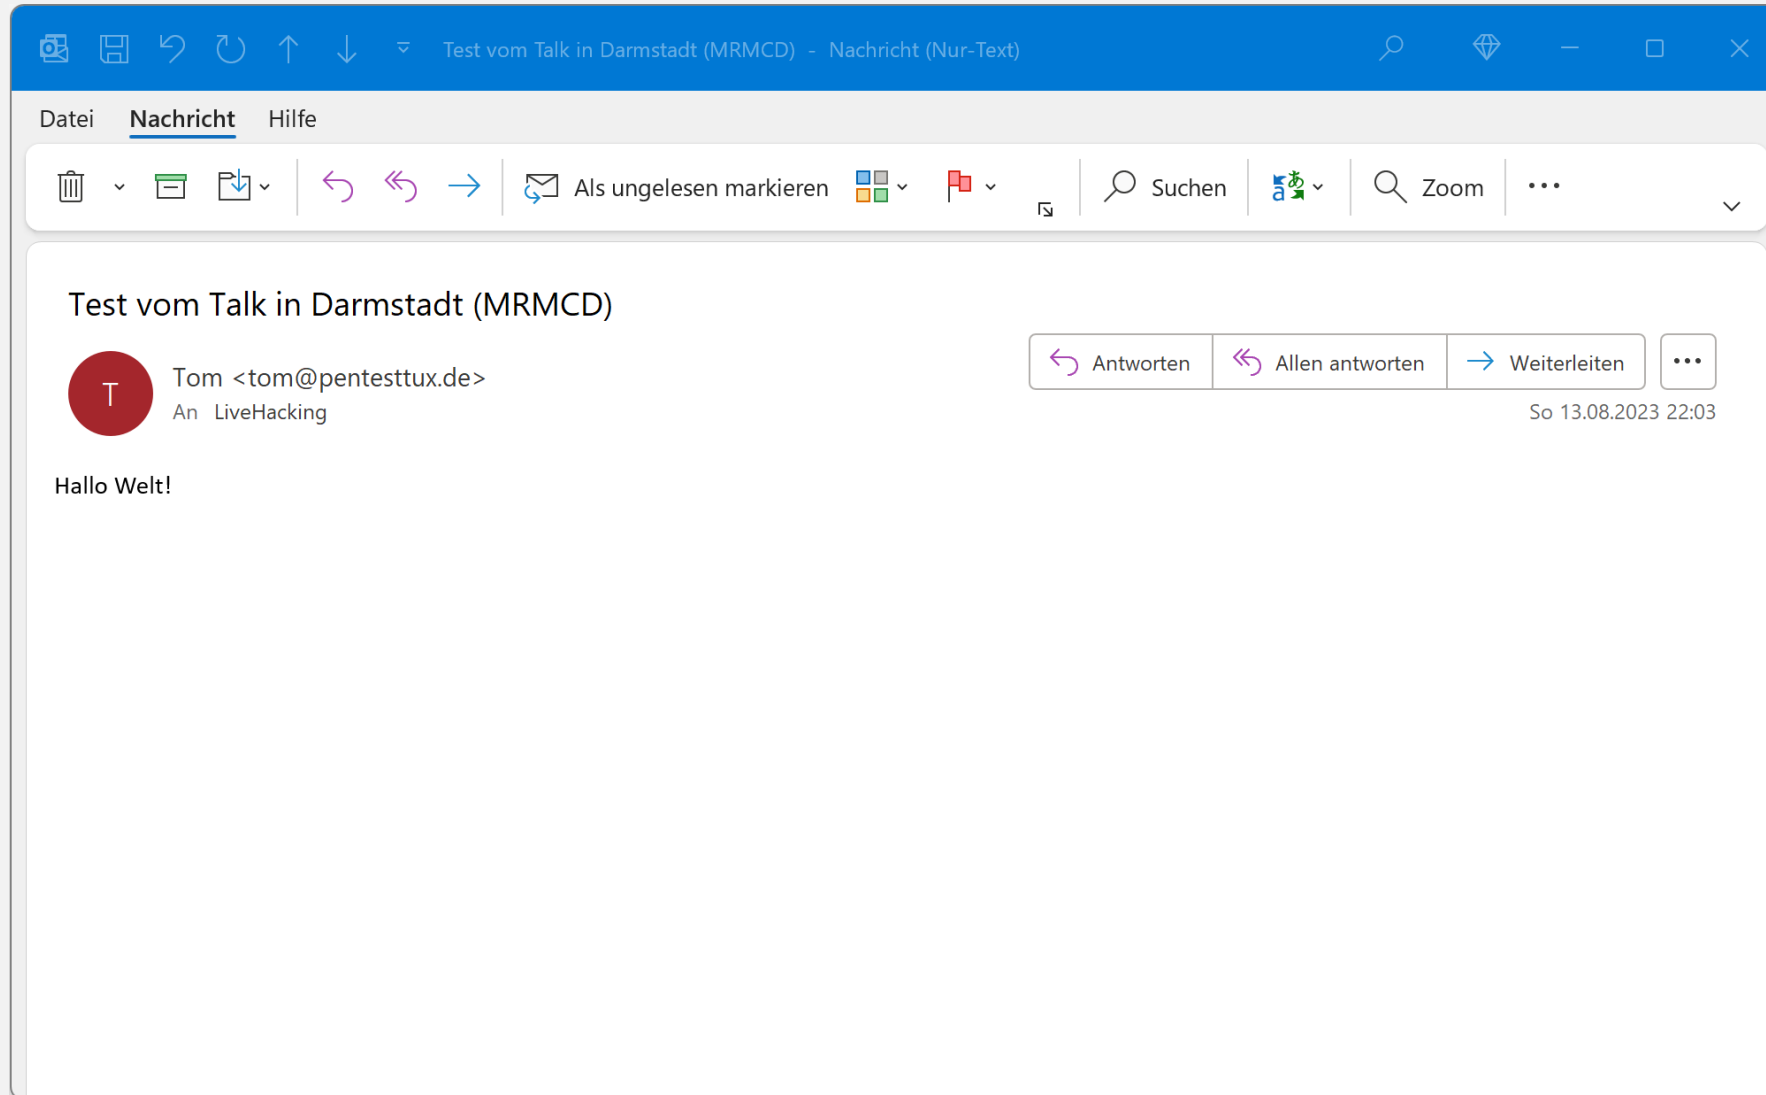 Test vom Talk in Darmstadt (MRMCD) - Nachricht (Nur-Text)
Datei Nachricht Hilfe
Als ungelesen markieren Suchen Zoom
Test vom Talk in Darmstadt (MRMCD)
T
Tom <tom@pentesttux.de>
An LiveHacking
Antworten Allen antworten Weiterleiten
So 13.08.2023 22:03
Hallo Welt!